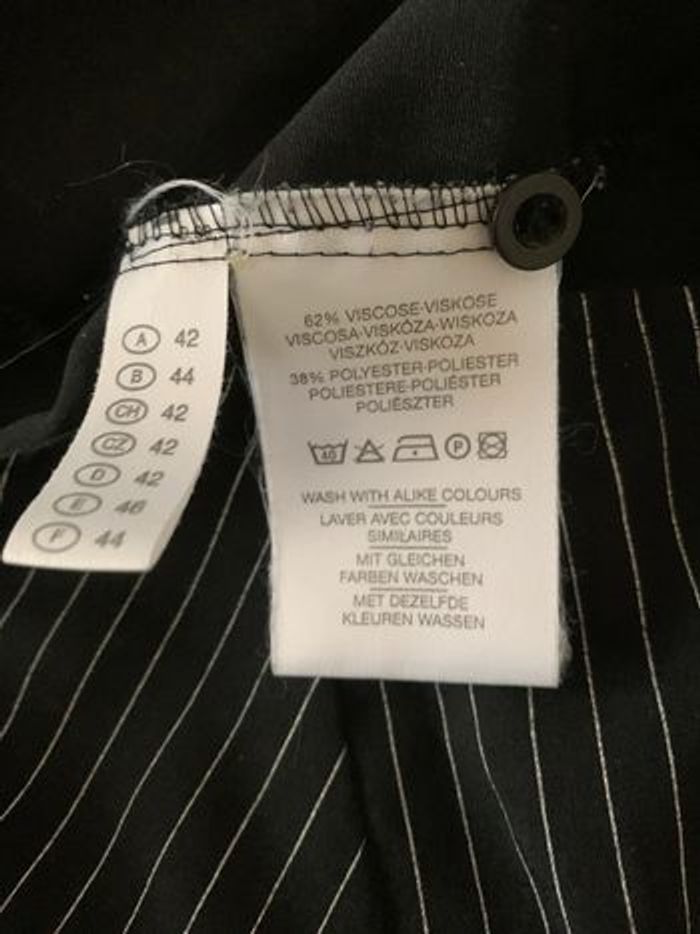 A 42
B 44
CH 42
CZ 42
D 42
E 46
F 44
62% VISCOSE-VISKOSE
VISCOSA-VISKÓZA-WISKOZA
VISZKÓZ-VISKOZA
38% POLYESTER-POLIESTER
POLIESTERE-POLIÉSTER
POLIÉSZTER
40 P
WASH WITH ALIKE COLOURS
LAVER AVEC COULEURS
SIMILAIRES
MIT GLEICHEN
FARBEN WASCHEN
MET DEZELFDE
KLEUREN WASSEN